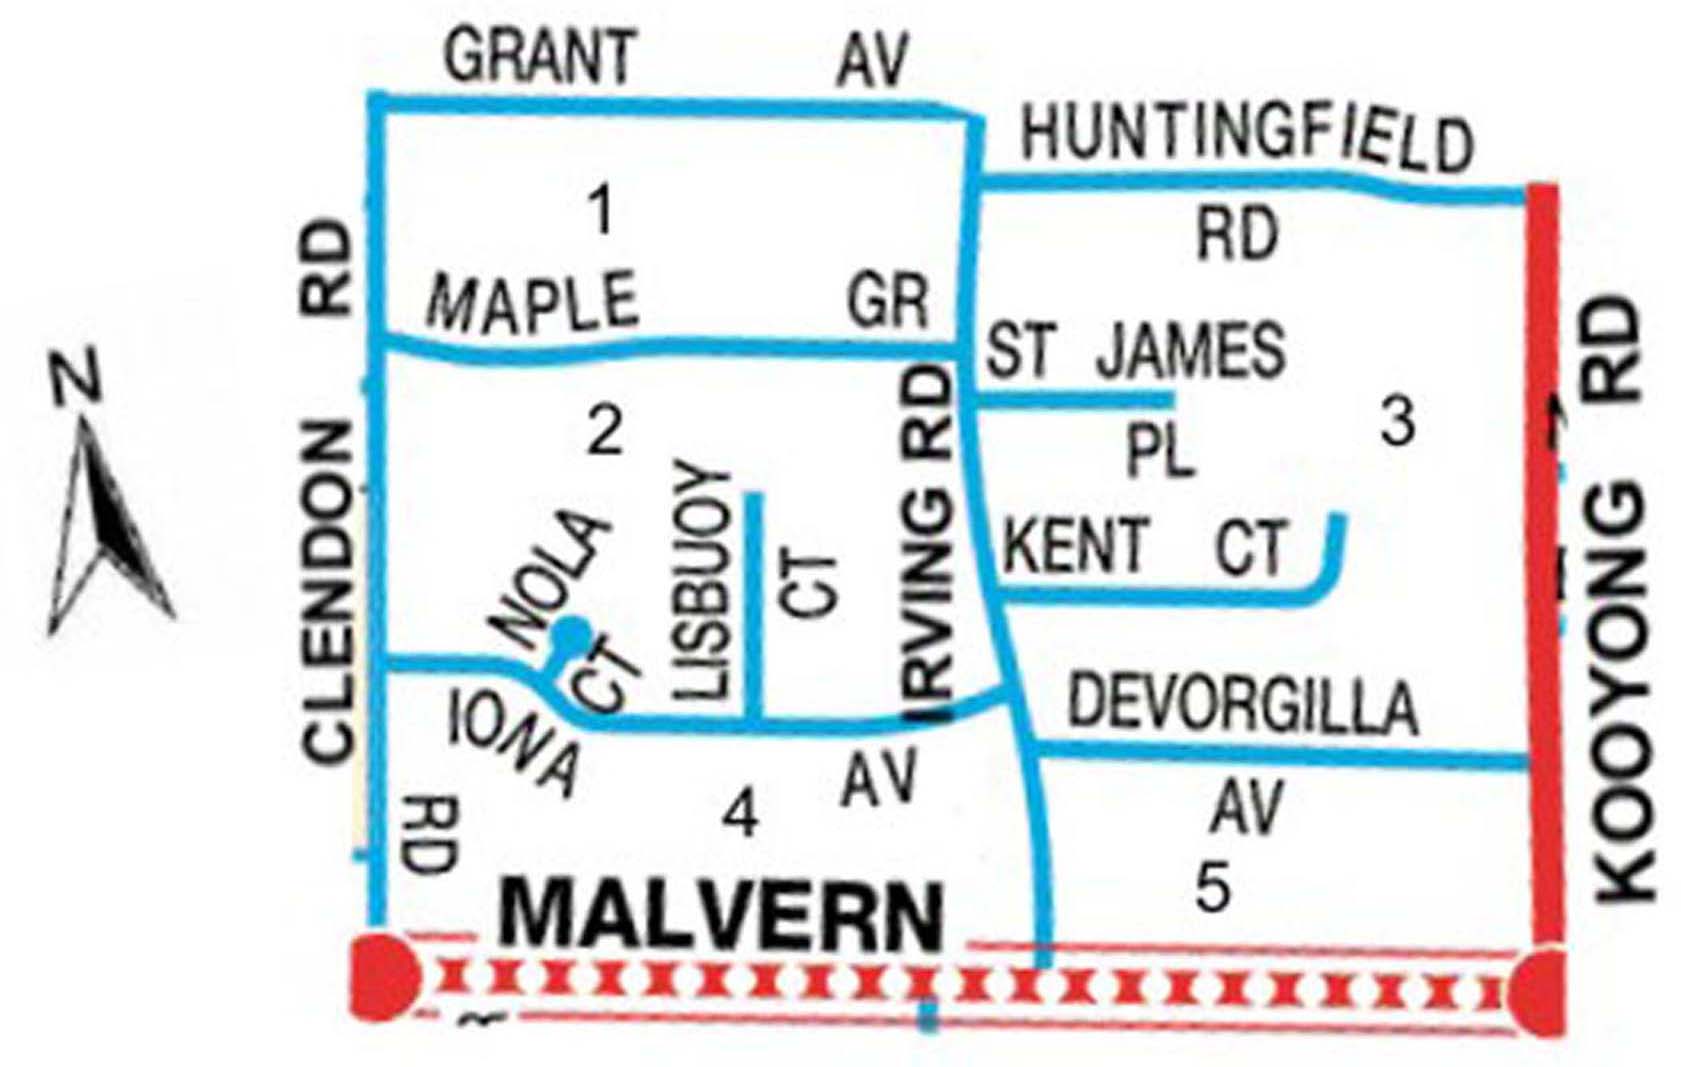 GRANT AV
HUNTINGFIELD
RD
1
CLENDON RD
MAPLE GR
N
ST JAMES
PL
3
2
IRVING RD
KOOYONG RD
NOLA
CT
LISBUOY
CT
KENT CT
IONA
AV
DEVORGILLA
AV
RD
4
5
MALVERN